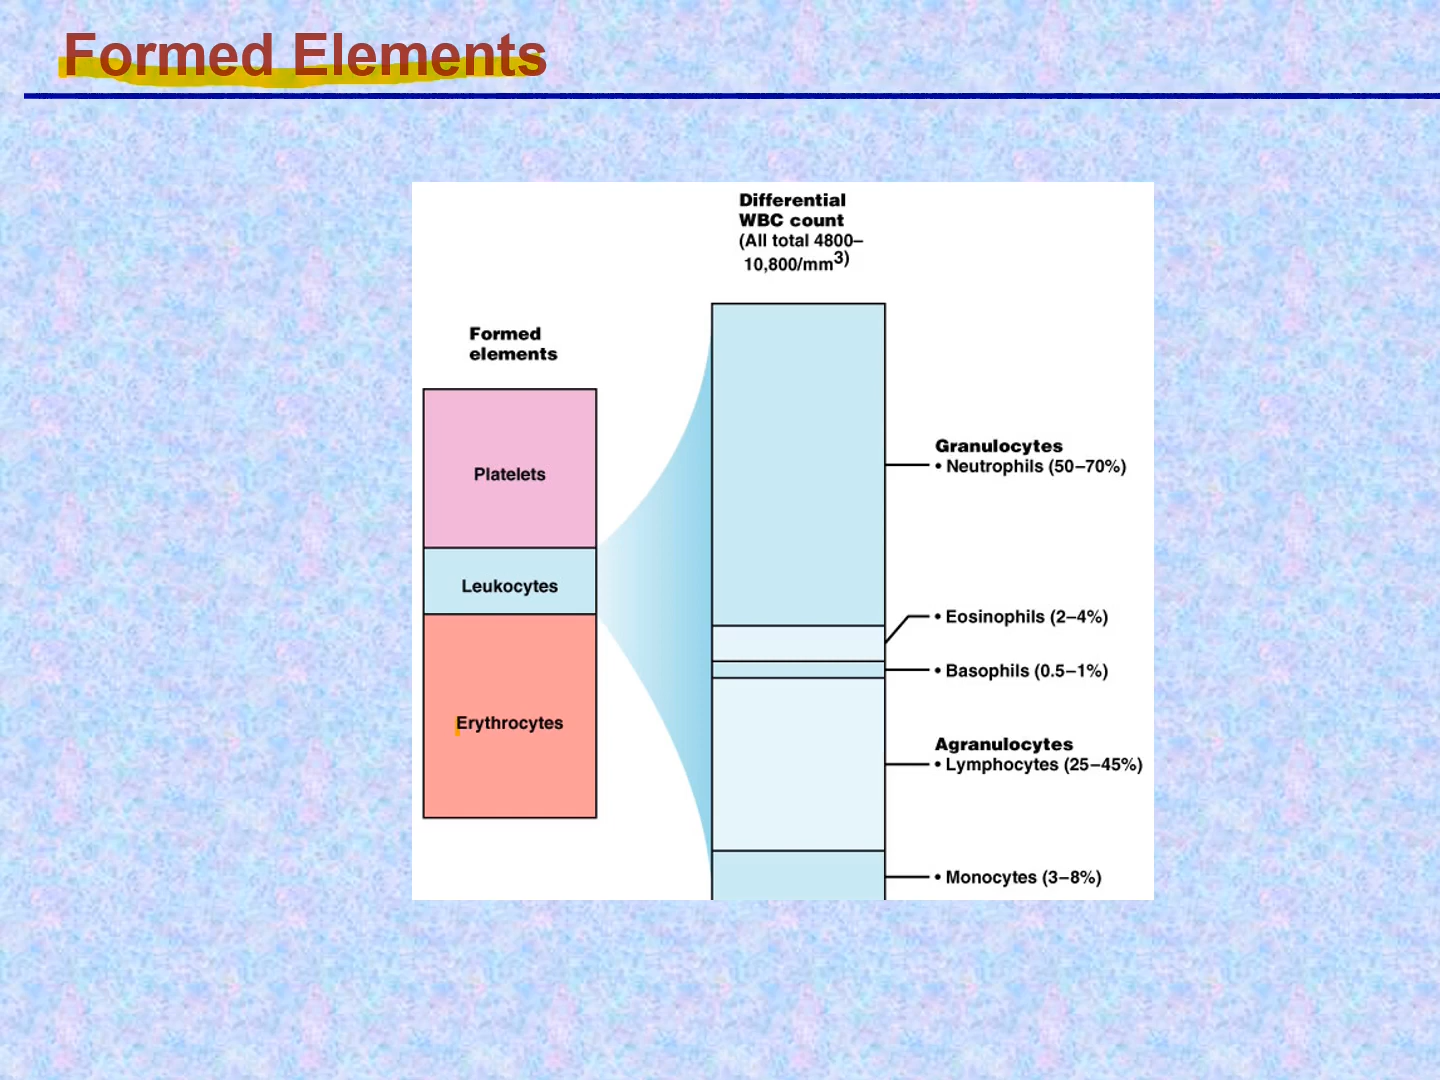 Formed Elements
Differential
WBC count
(All total 4800–
10,800/mm3)
Formed
elements
Platelets
Leukocytes
Erythrocytes
Granulocytes
• Neutrophils (50–70%)
• Eosinophils (2–4%)
• Basophils (0.5–1%)
Agranulocytes
• Lymphocytes (25–45%)
• Monocytes (3–8%)